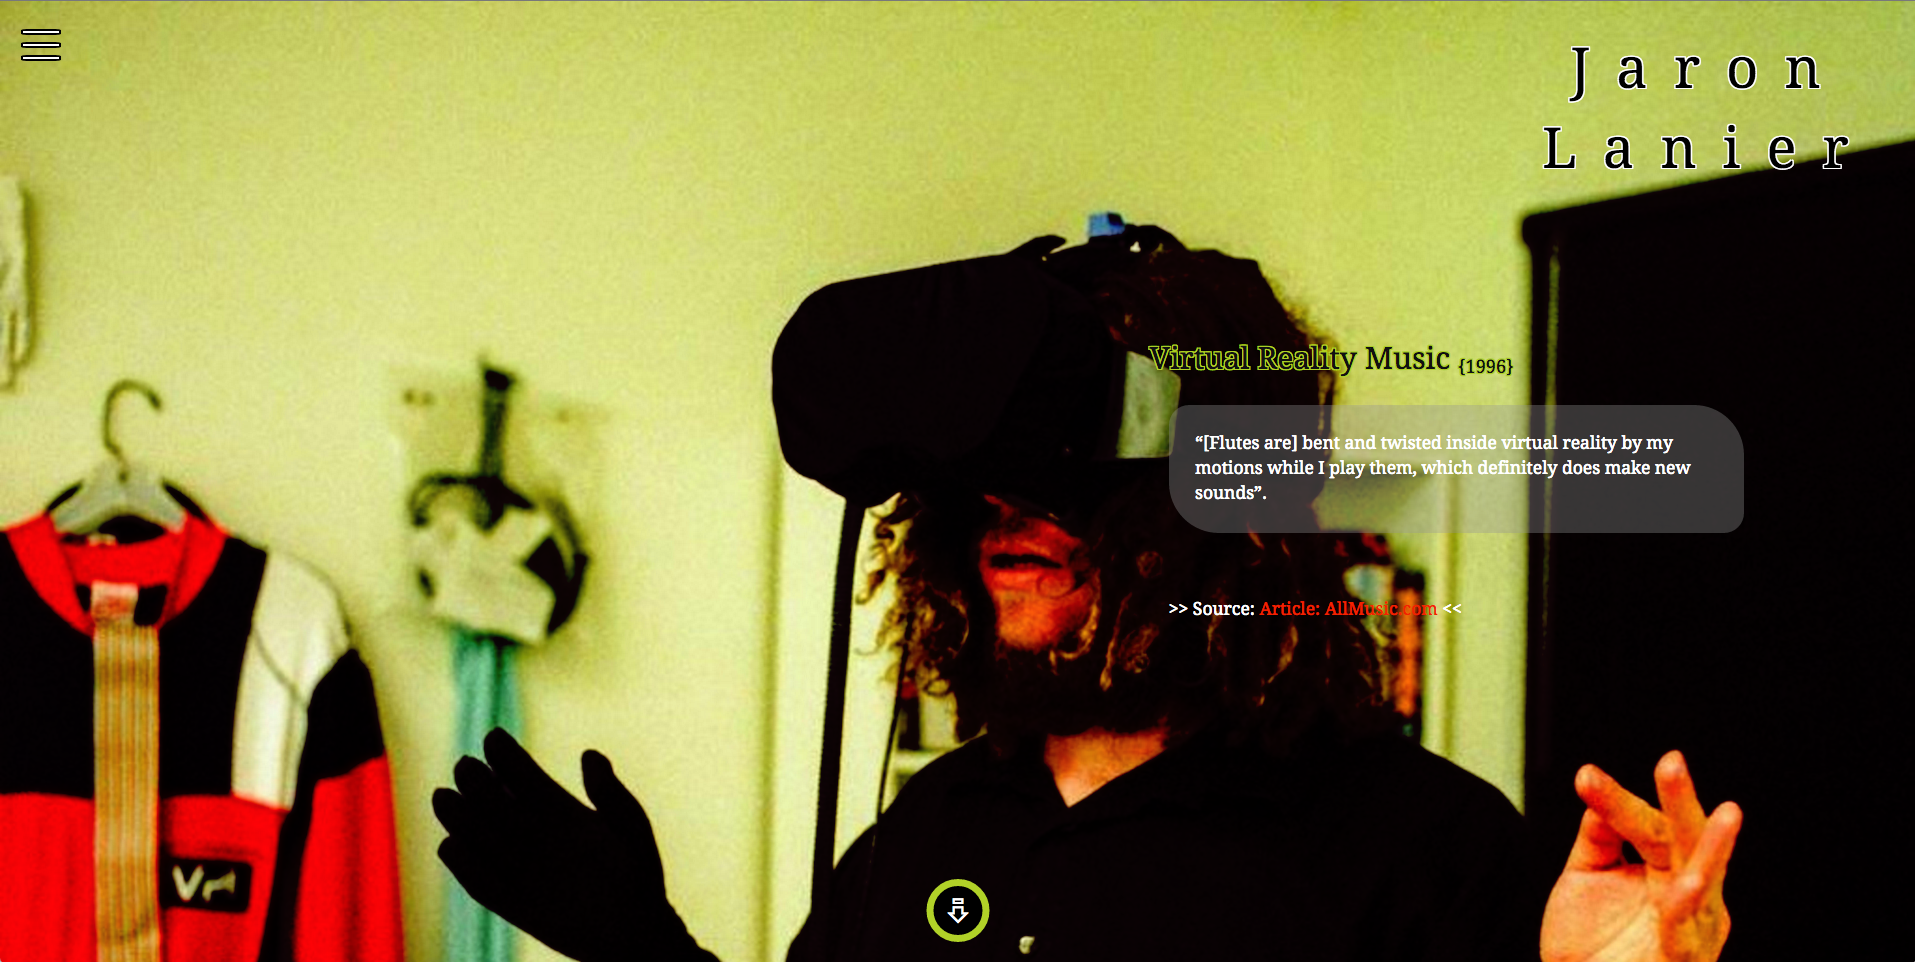 Jaron
Lanier
Virtual Reality Music {1996}
“[Flutes are] bent and twisted inside virtual reality by my
motions while I play them, which definitely does make new
sounds”.
>> Source: Article: AllMusic.com <<